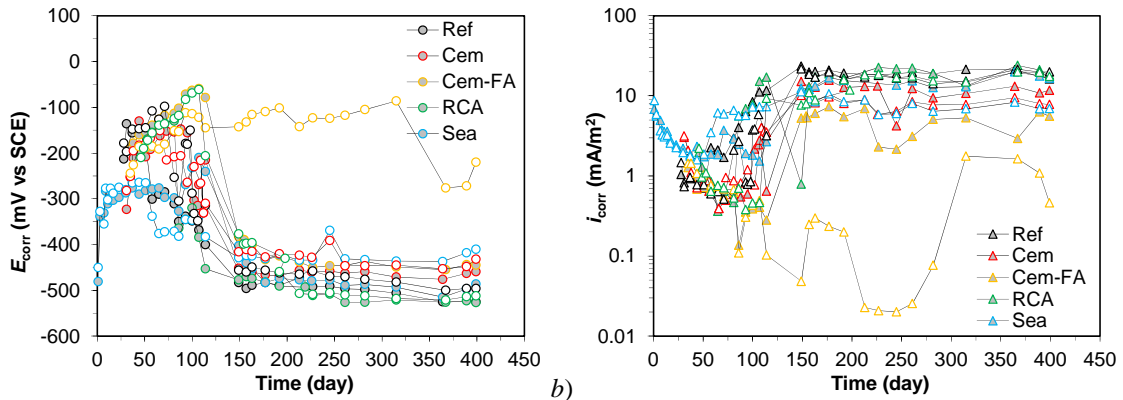 100
0
-100
-200
-300
-400
-500
-600
E_corr (mV vs SCE)
0 50 100 150 200 250 300 350 400 450
Time (day)
Ref
Cem
Cem-FA
RCA
Sea
b)
100
10
1
0.1
0.01
i_corr (mA/m²)
0 50 100 150 200 250 300 350 400 450
Time (day)
Ref
Cem
Cem-FA
RCA
Sea